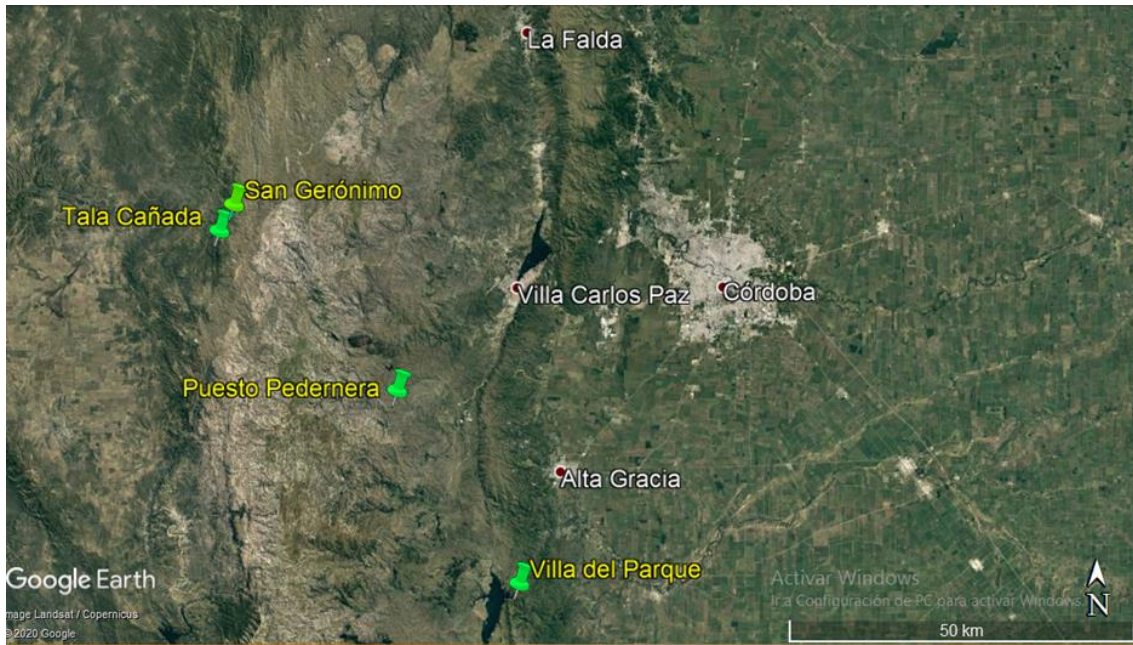 La Falda
San Gerónimo
Tala Cañada
Villa Carlos Paz
Córdoba
Puesto Pedernera
Alta Gracia
Villa del Parque
Google Earth
Activar Windows
Ir a Configuración de PC para activar Windows.
N
mage Landsat / Copernicus
© 2020 Google
50 km